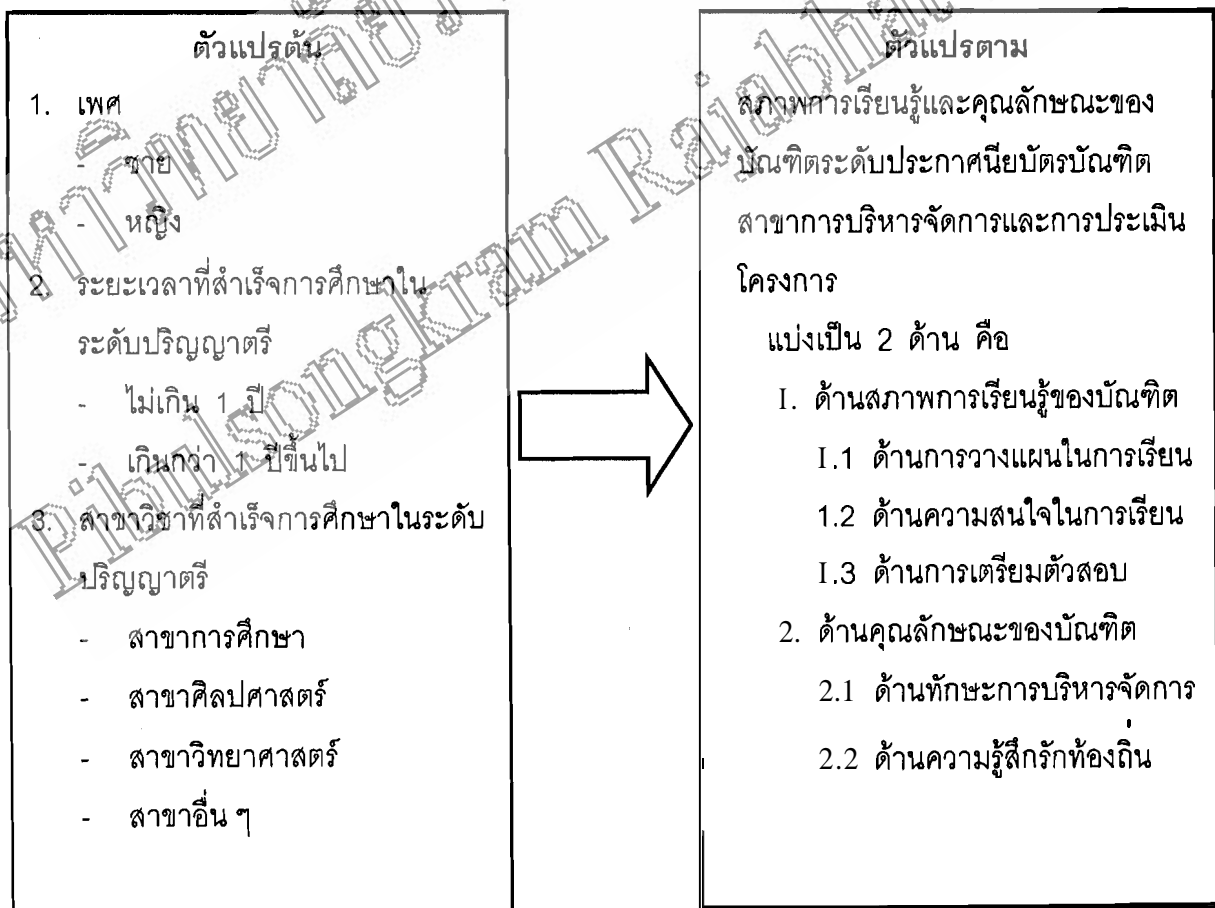 ตัวแปรต้น
1. เพศ
- ชาย
- หญิง
2. ระยะเวลาที่สำเร็จการศึกษาใน
ระดับปริญญาตรี
- ไม่เกิน 1 ปี
- เกินกว่า 1 ปีขึ้นไป
3. สาขาวิชาที่สำเร็จการศึกษาในระดับ
ปริญญาตรี
- สาขาการศึกษา
- สาขาศิลปศาสตร์
- สาขาวิทยาศาสตร์
- สาขาอื่น ๆ
ตัวแปรตาม
สภาพการเรียนรู้และคุณลักษณะของ
บัณฑิตระดับประกาศนียบัตรบัณฑิต
สาขาการบริหารจัดการและการประเมิน
โครงการ
แบ่งเป็น 2 ด้าน คือ
I. ด้านสภาพการเรียนรู้ของบัณฑิต
I.1 ด้านการวางแผนในการเรียน
1.2 ด้านความสนใจในการเรียน
I.3 ด้านการเตรียมตัวสอบ
2. ด้านคุณลักษณะของบัณฑิต
2.1 ด้านทักษะการบริหารจัดการ
2.2 ด้านความรู้สึกรักท้องถิ่น
Pibulsongkram Rajabhat